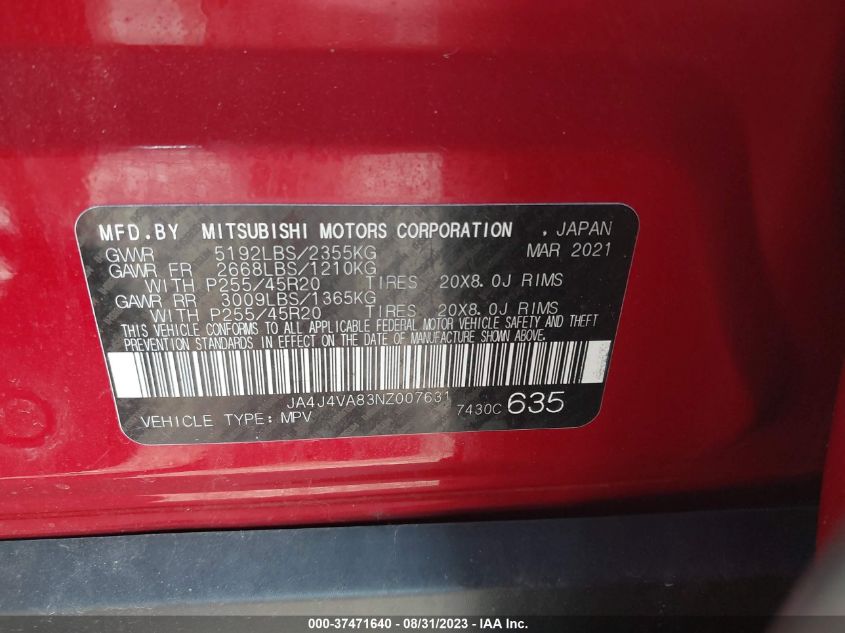 MFD.BY MITSUBISHI MOTORS CORPORATION . JAPAN
GVWR 5192LBS/2355KG MAR 2021
GAWR FR 2668LBS/1210KG
WITH P255/45R20 TIRES 20X8.0J RIMS
GAWR RR 3009LBS/1365KG
WITH P255/45R20 TIRES 20X8.0J RIMS
THIS VEHICLE CONFORMS TO ALL APPLICABLE FEDERAL MOTOR VEHICLE SAFETY AND THEFT
PREVENTION STANDARDS IN EFFECT ON THE DATE OF MANUFACTURE SHOWN ABOVE.
JA4J4VA83NZ007631
VEHICLE TYPE: MPV 7430C 635
000-37471640 - 08/31/2023 - IAA Inc.